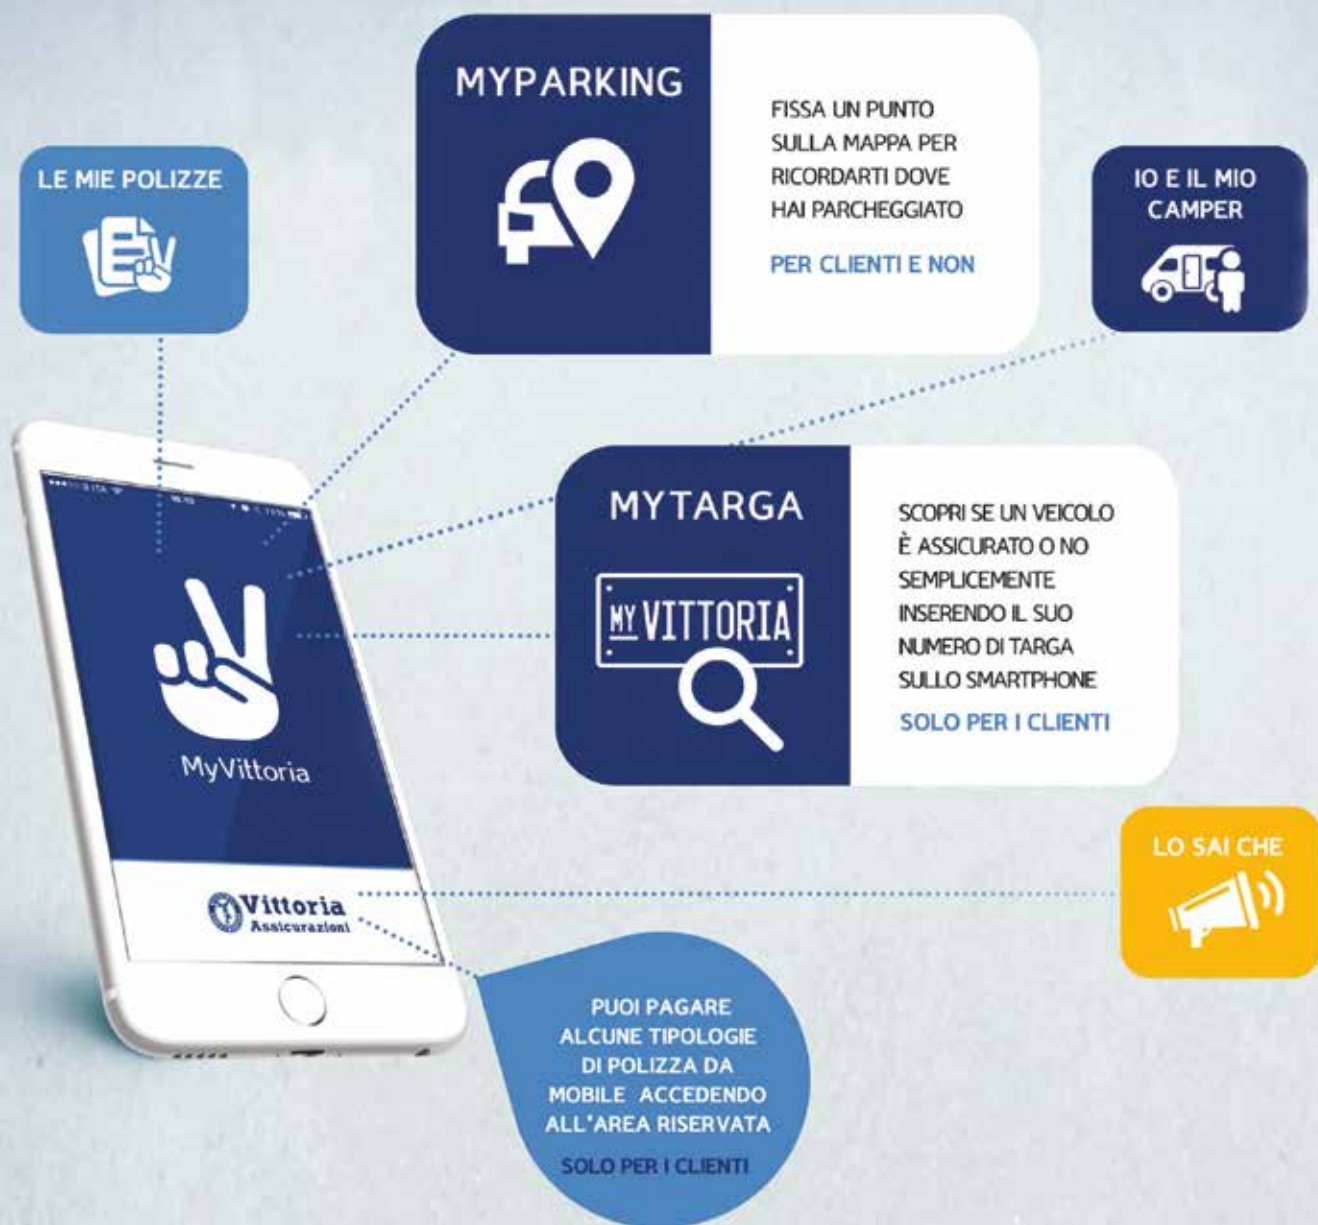 MYPARKING
FISSA UN PUNTO
SULLA MAPPA PER
RICORDARTI DOVE
HAI PARCHEGGIATO
PER CLIENTI E NON
LE MIE POLIZZE
IO E IL MIO
CAMPER
MYTARGA
MY VITTORIA
SCOPRI SE UN VEICOLO
È ASSICURATO O NO
SEMPLICEMENTE
INSERENDO IL SUO
NUMERO DI TARGA
SULLO SMARTPHONE
SOLO PER I CLIENTI
MyVittoria
Vittoria
Assicurazioni
LO SAI CHE
PUOI PAGARE
ALCUNE TIPOLOGIE
DI POLIZZA DA
MOBILE ACCEDENDO
ALL'AREA RISERVATA
SOLO PER I CLIENTI